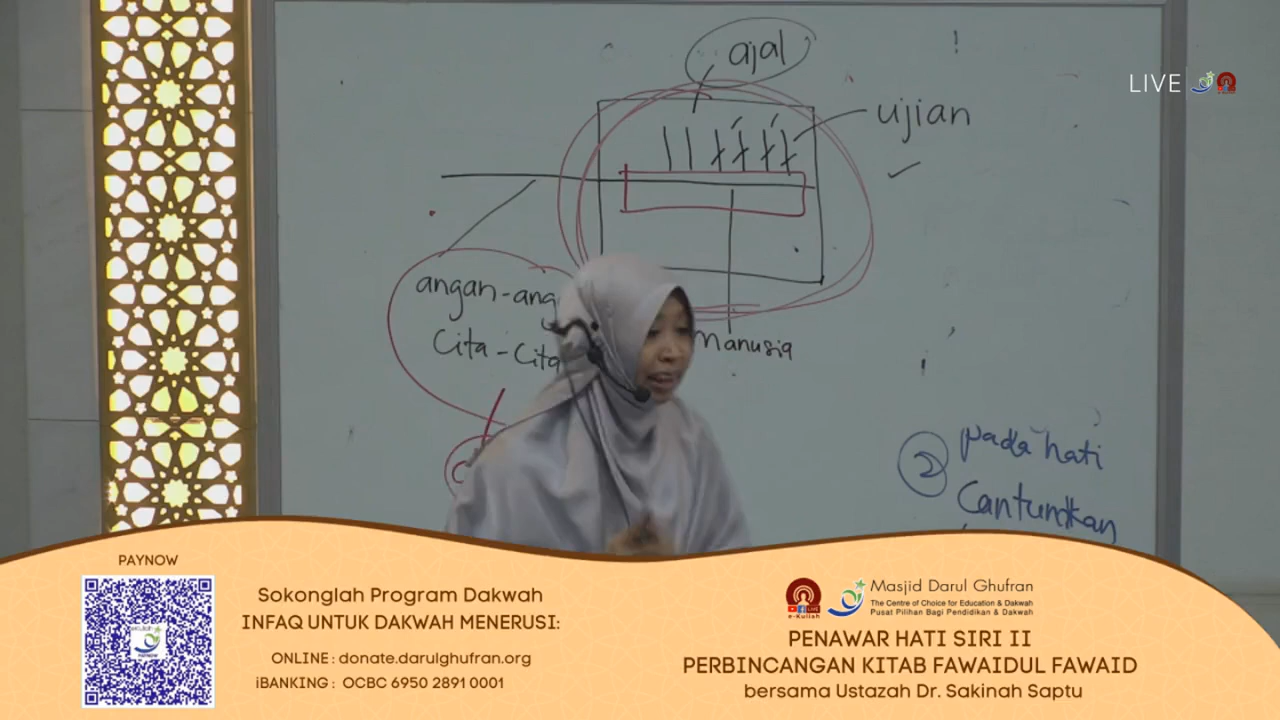 ajal
LIVE
ujian
angan-ang
Cita-Cita
manusia
2
pada hati
Cantumkan
PAYNOW
Sokonglah Program Dakwah
INFAQ UNTUK DAKWAH MENERUSI:
ONLINE : donate.darulghufran.org
iBANKING : OCBC 6950 2891 0001
e-Kuliah
Masjid Darul Ghufran
The Centre of Choice for Education & Dakwah
Pusat Pilihan Bagi Pendidikan & Dakwah
PENAWAR HATI SIRI II
PERBINCANGAN KITAB FAWAIDUL FAWAID
bersama Ustazah Dr. Sakinah Saptu